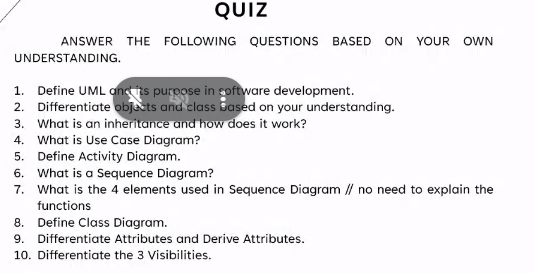 QUIZ
ANSWER THE FOLLOWING QUESTIONS BASED ON YOUR OWN
UNDERSTANDING.
1. Define UML and its purpose in software development.
2. Differentiate objects and class based on your understanding.
3. What is an inheritance and how does it work?
4. What is Use Case Diagram?
5. Define Activity Diagram.
6. What is a Sequence Diagram?
7. What is the 4 elements used in Sequence Diagram // no need to explain the
functions
8. Define Class Diagram.
9. Differentiate Attributes and Derive Attributes.
10. Differentiate the 3 Visibilities.